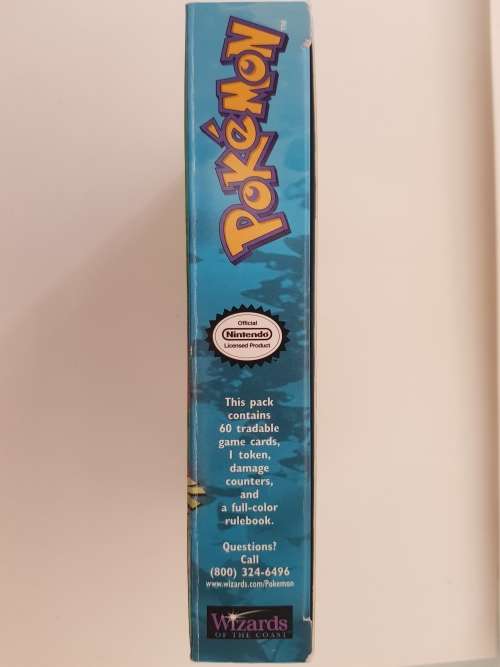 POKéMON
TM
Official
Nintendo
Licensed Product
This pack
contains
60 tradable
game cards,
1 token,
damage
counters,
and
a full-color
rulebook.
Questions?
Call
(800) 324-6496
www.wizards.com/Pokemon
Wizards
OF THE COAST